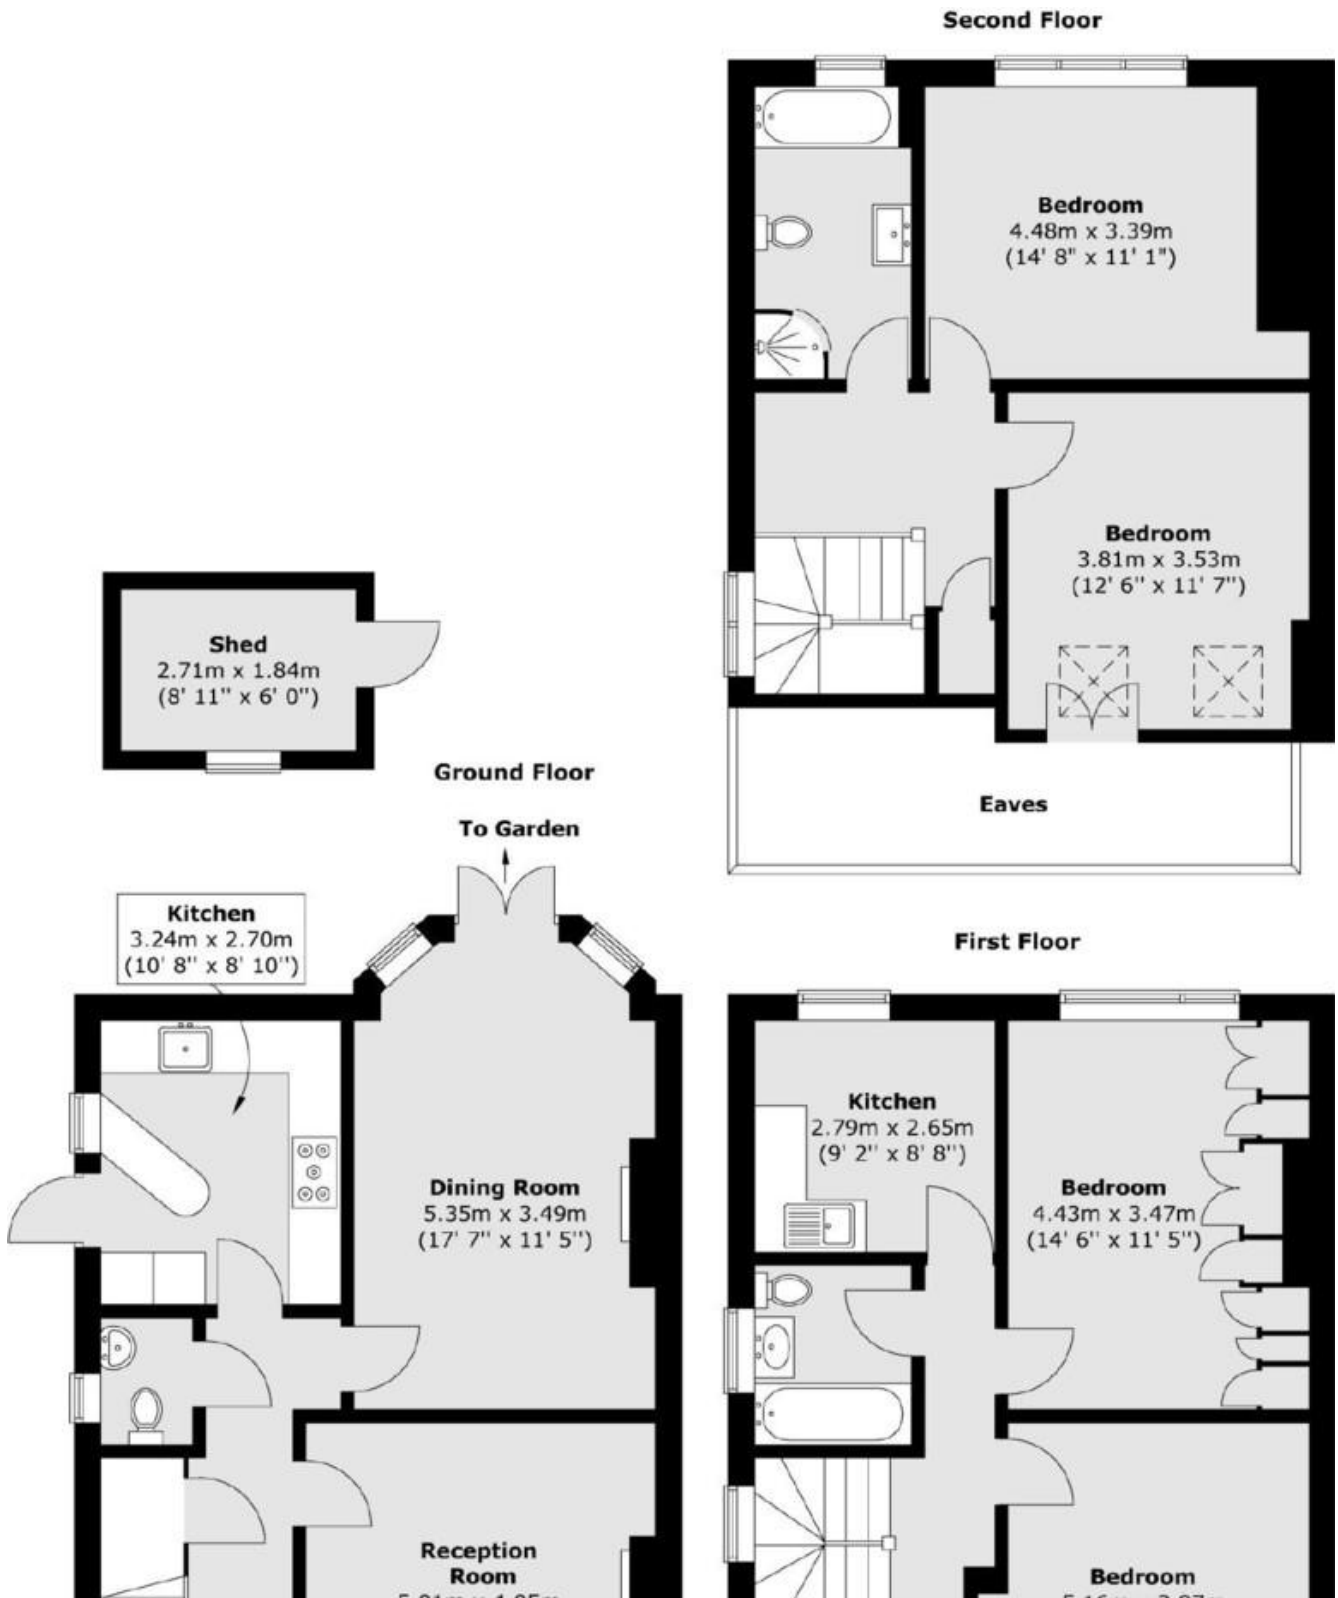 Second Floor
Bedroom
4.48m x 3.39m
(14' 8" x 11' 1")
Bedroom
3.81m x 3.53m
(12' 6" x 11' 7")
Eaves
Shed
2.71m x 1.84m
(8' 11" x 6' 0")
Ground Floor
To Garden
Kitchen
3.24m x 2.70m
(10' 8" x 8' 10")
Dining Room
5.35m x 3.49m
(17' 7" x 11' 5")
Reception
Room
First Floor
Kitchen
2.79m x 2.65m
(9' 2" x 8' 8")
Bedroom
4.43m x 3.47m
(14' 6" x 11' 5")
Bedroom